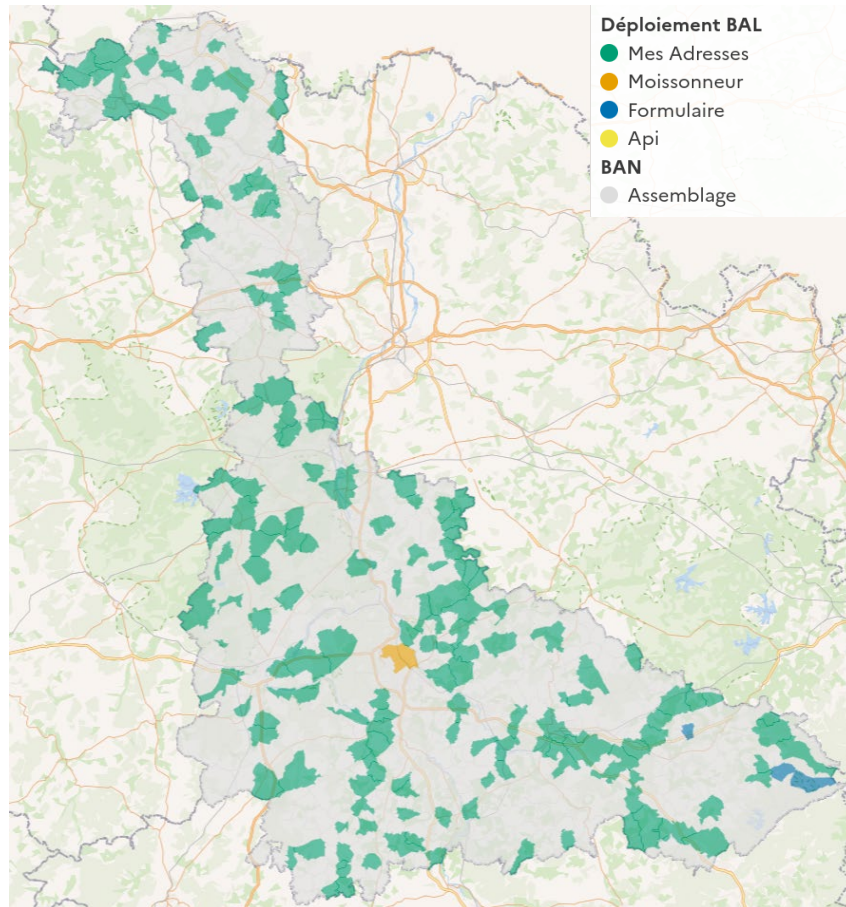 Déploiement BAL
Mes Adresses
Moissonneur
Formulaire
Api
BAN
Assemblage